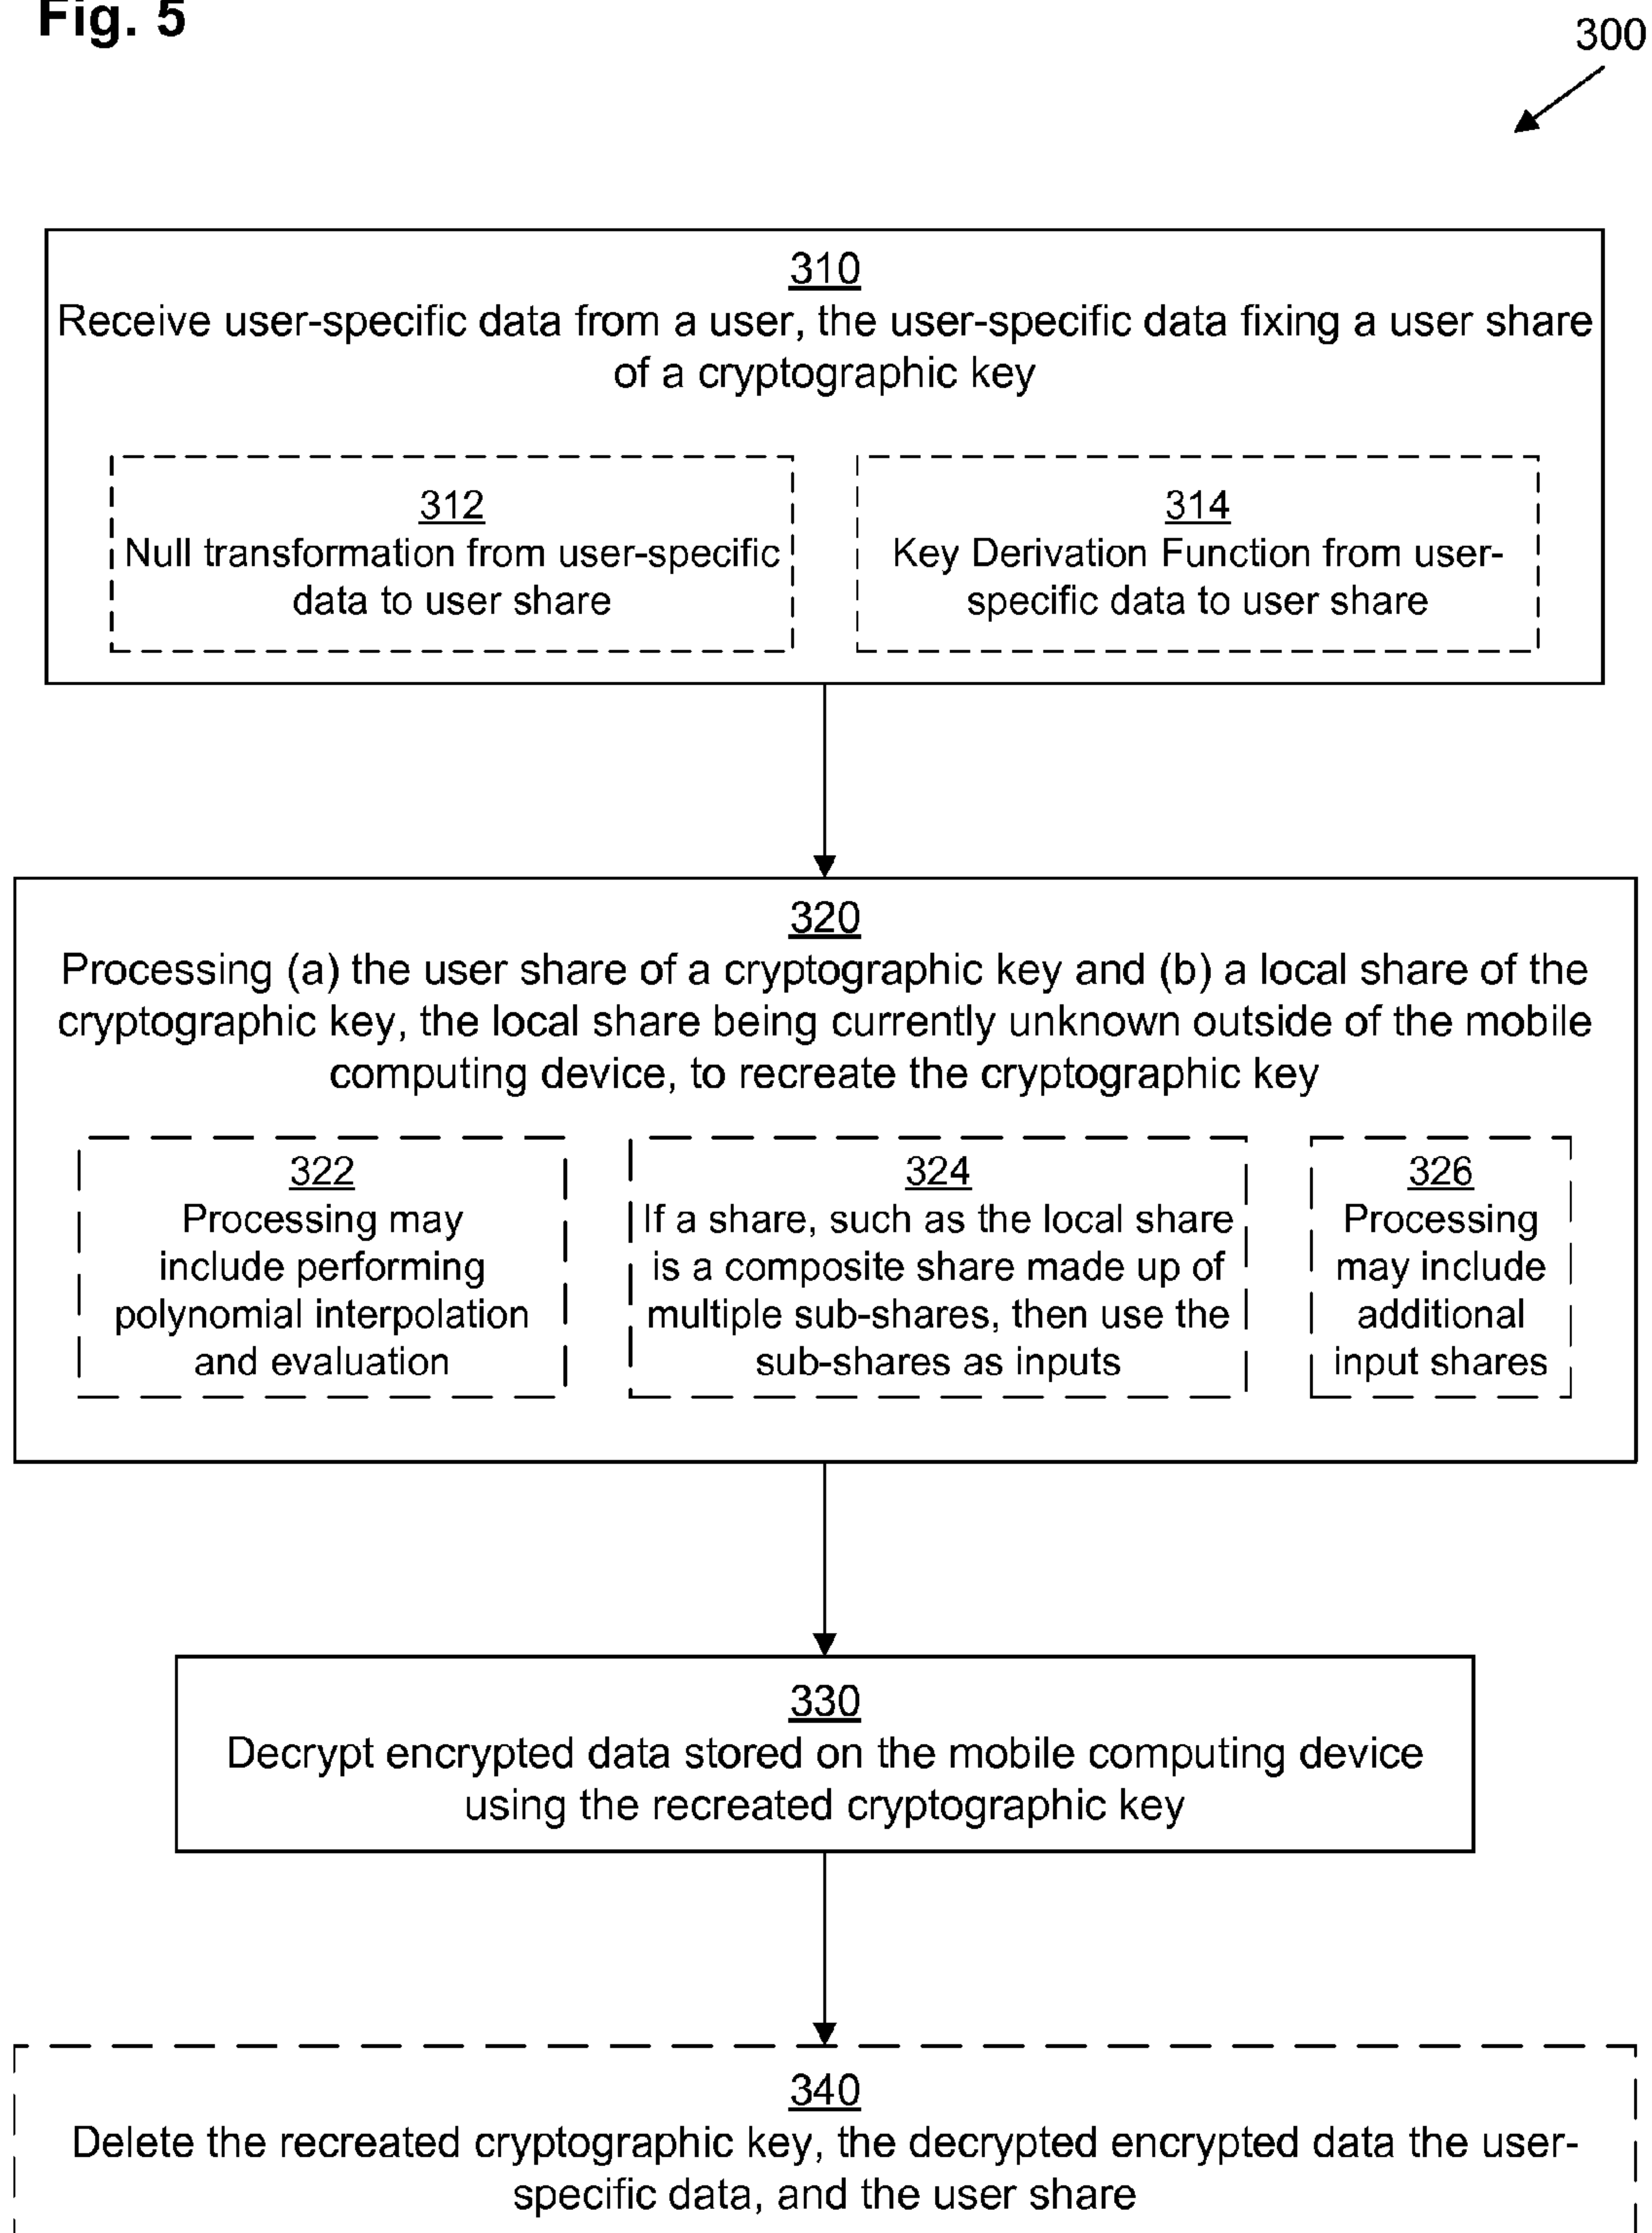 Fig. 5
300
310
Receive user-specific data from a user, the user-specific data fixing a user share
of a cryptographic key
312
Null transformation from user-specific
data to user share
314
Key Derivation Function from user-
specific data to user share
320
Processing (a) the user share of a cryptographic key and (b) a local share of the
cryptographic key, the local share being currently unknown outside of the mobile
computing device, to recreate the cryptographic key
322
Processing may
include performing
polynomial interpolation
and evaluation
324
If a share, such as the local share
is a composite share made up of
multiple sub-shares, then use the
sub-shares as inputs
326
Processing
may include
additional
input shares
330
Decrypt encrypted data stored on the mobile computing device
using the recreated cryptographic key
340
Delete the recreated cryptographic key, the decrypted encrypted data the user-
specific data, and the user share